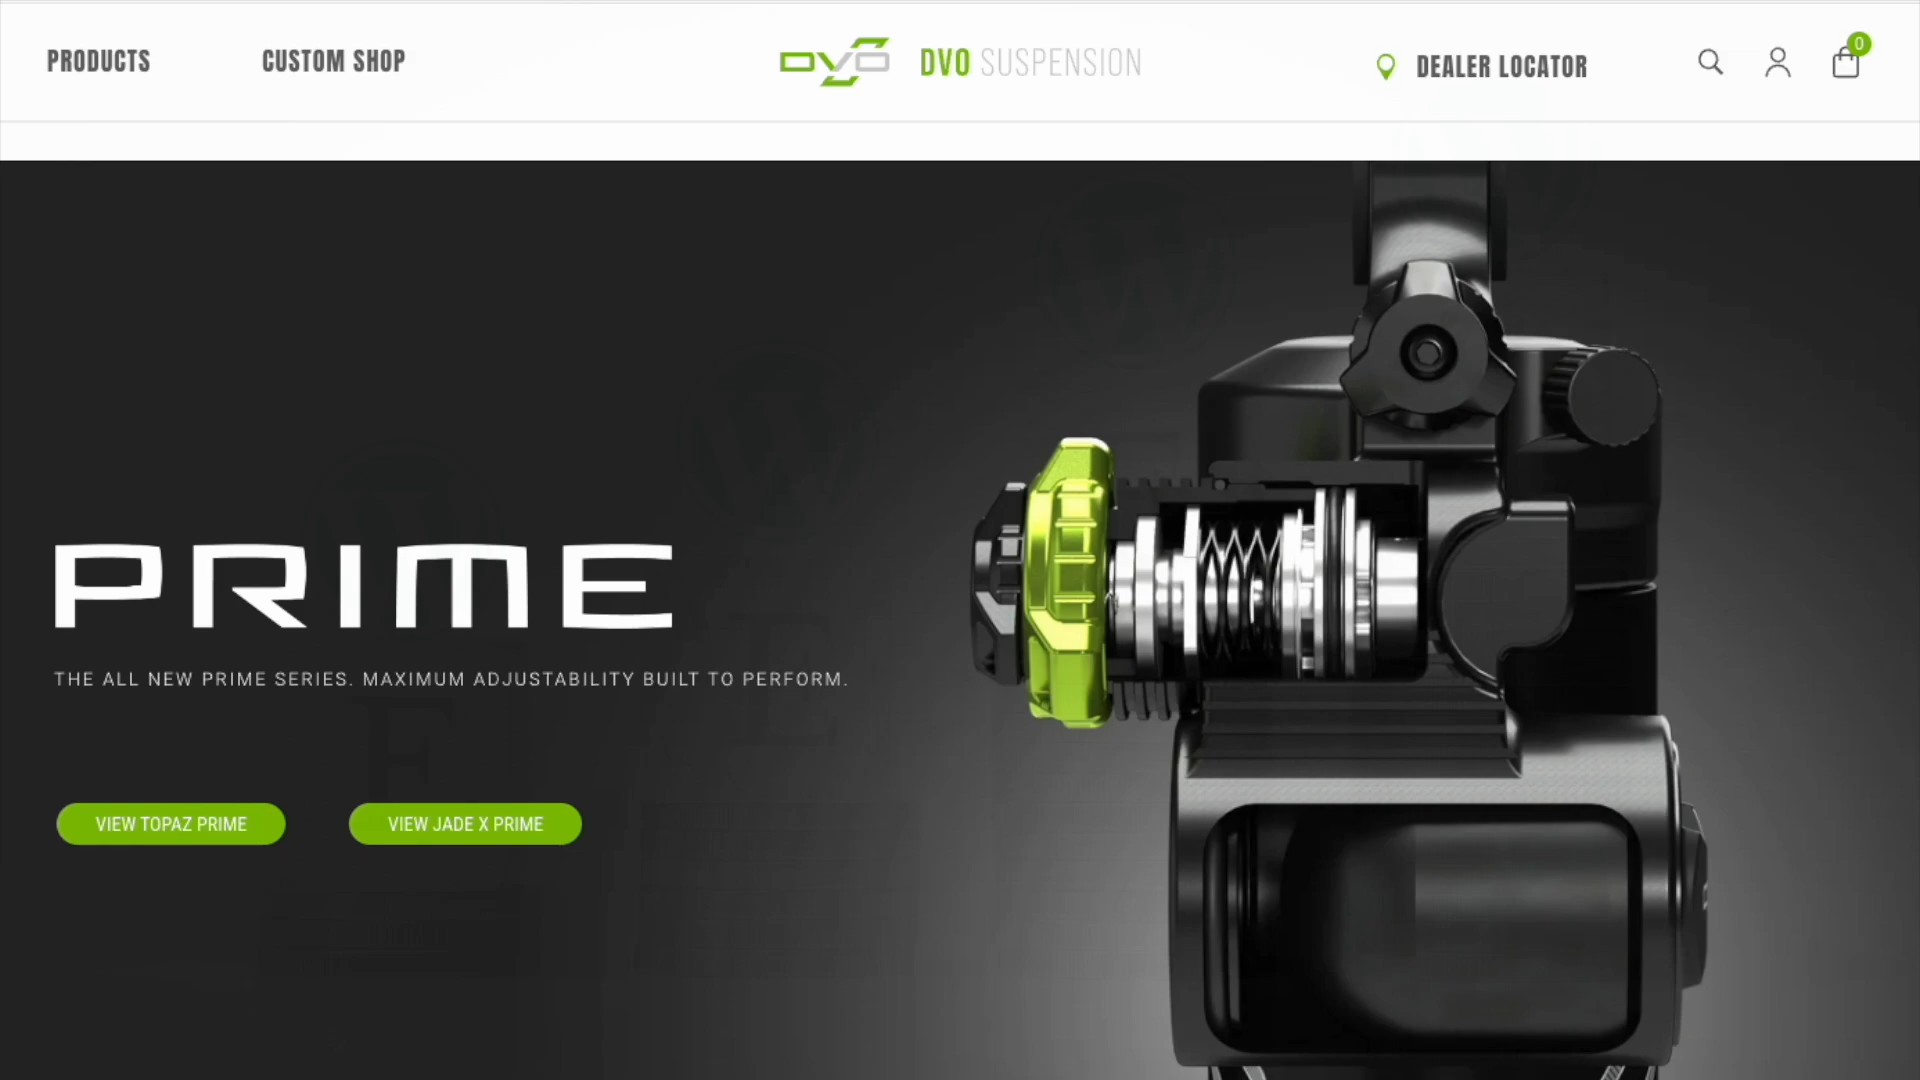 PRODUCTS
CUSTOM SHOP
DVO
DVO SUSPENSION
DEALER LOCATOR
0
PRIME
THE ALL NEW PRIME SERIES. MAXIMUM ADJUSTABILITY BUILT TO PERFORM.
VIEW TOPAZ PRIME
VIEW JADE X PRIME